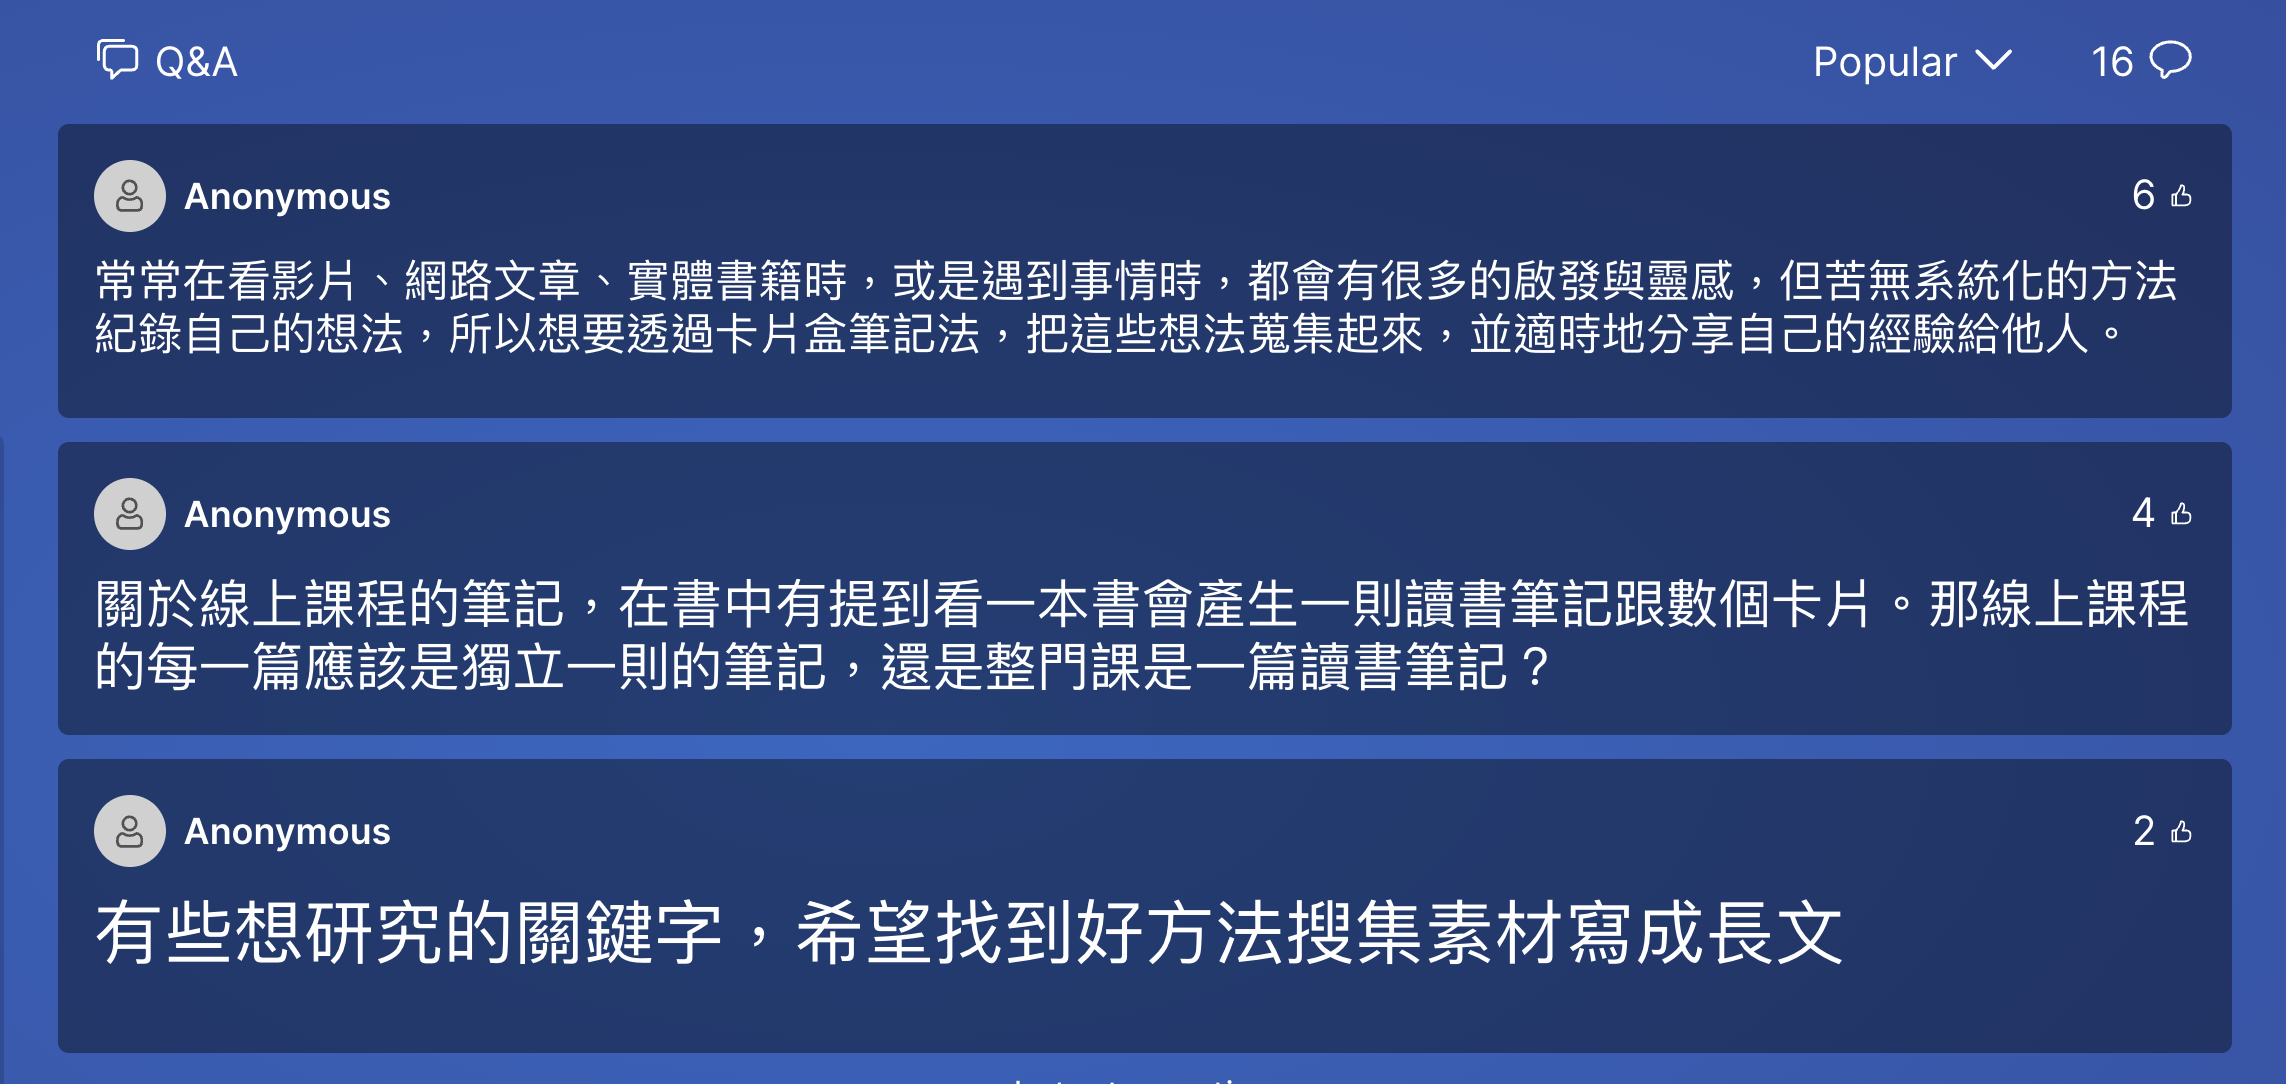 Q&A
Popular
16
Anonymous
6
常常在看影片、網路文章、實體書籍時，或是遇到事情時，都會有很多的啟發與靈感，但苦無系統化的方法
紀錄自己的想法，所以想要透過卡片盒筆記法，把這些想法蒐集起來，並適時地分享自己的經驗給他人。
Anonymous
4
關於線上課程的筆記，在書中有提到看一本書會產生一則讀書筆記跟數個卡片。那線上課程
的每一篇應該是獨立一則的筆記，還是整門課是一篇讀書筆記？
Anonymous
2
有些想研究的關鍵字，希望找到好方法搜集素材寫成長文